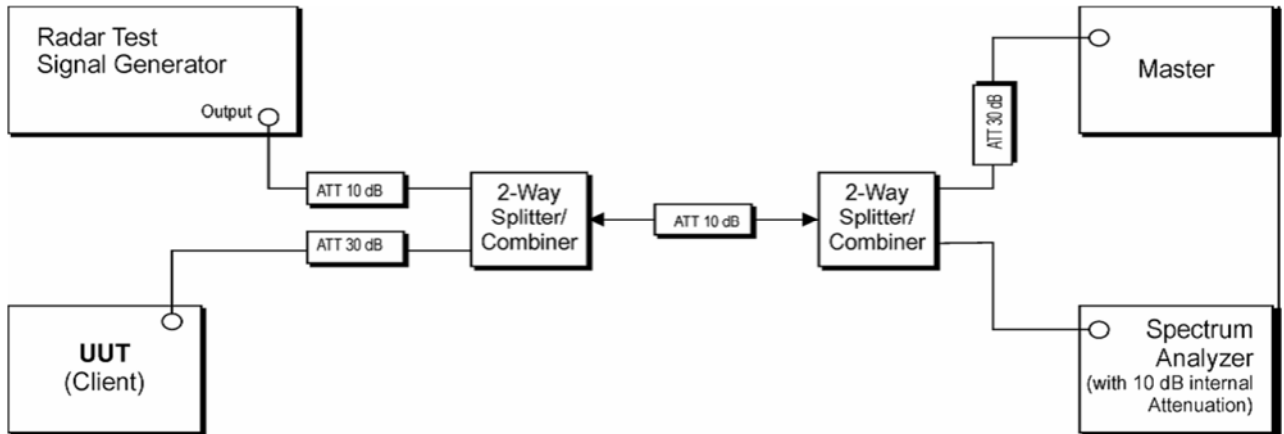 Radar Test
Signal Generator
Output
ATT 10 dB
ATT 30 dB
UUT
(Client)
2-Way
Splitter/
Combiner
ATT 10 dB
2-Way
Splitter/
Combiner
ATT 30 dB
Master
Spectrum
Analyzer
(with 10 dB internal
Attenuation)